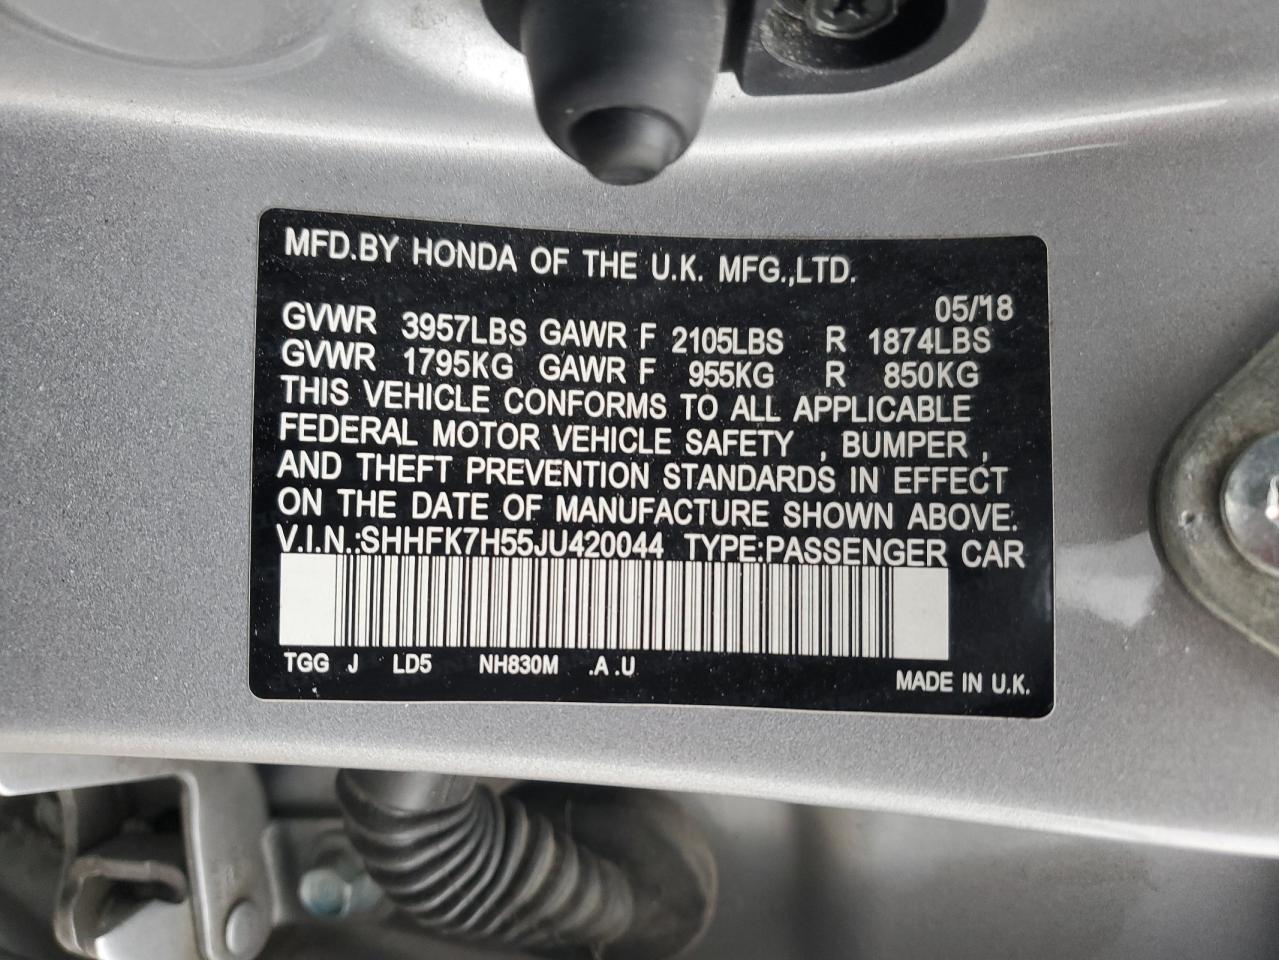 MFD.BY HONDA OF THE U.K. MFG.,LTD.
05/18
GVWR 3957LBS GAWR F 2105LBS R 1874LBS
GVWR 1795KG GAWR F 955KG R 850KG
THIS VEHICLE CONFORMS TO ALL APPLICABLE
FEDERAL MOTOR VEHICLE SAFETY , BUMPER ,
AND THEFT PREVENTION STANDARDS IN EFFECT
ON THE DATE OF MANUFACTURE SHOWN ABOVE.
V.I.N.:SHHFK7H55JU420044 TYPE:PASSENGER CAR
TGG J LD5 NH830M .A .U
MADE IN U.K.